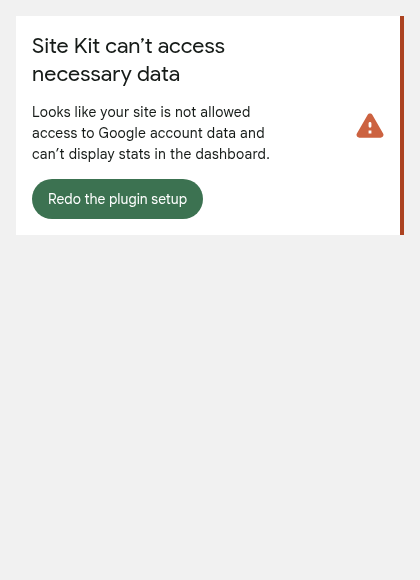 Site Kit can’t access
necessary data
Looks like your site is not allowed
access to Google account data and
can’t display stats in the dashboard.
Redo the plugin setup